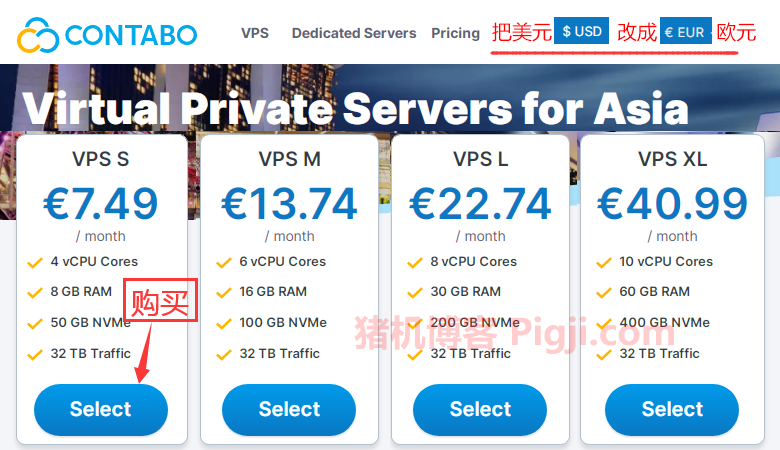 CONTABO VPS Dedicated Servers Pricing 把美元 $ USD 改成 € EUR 欧元
Virtual Private Servers for Asia
VPS S VPS M VPS L VPS XL
€7.49 €13.74 €22.74 €40.99
/ month / month / month / month
4 vCPU Cores 6 vCPU Cores 8 vCPU Cores 10 vCPU Cores
8 GB RAM 购买 16 GB RAM 30 GB RAM 60 GB RAM
50 GB NVMe 100 GB NVMe 200 GB NVMe 400 GB NVMe
猪机博客 Pigji.com
32 TB Traffic 32 TB Traffic 32 TB Traffic 32 TB Traffic
Select Select Select Select